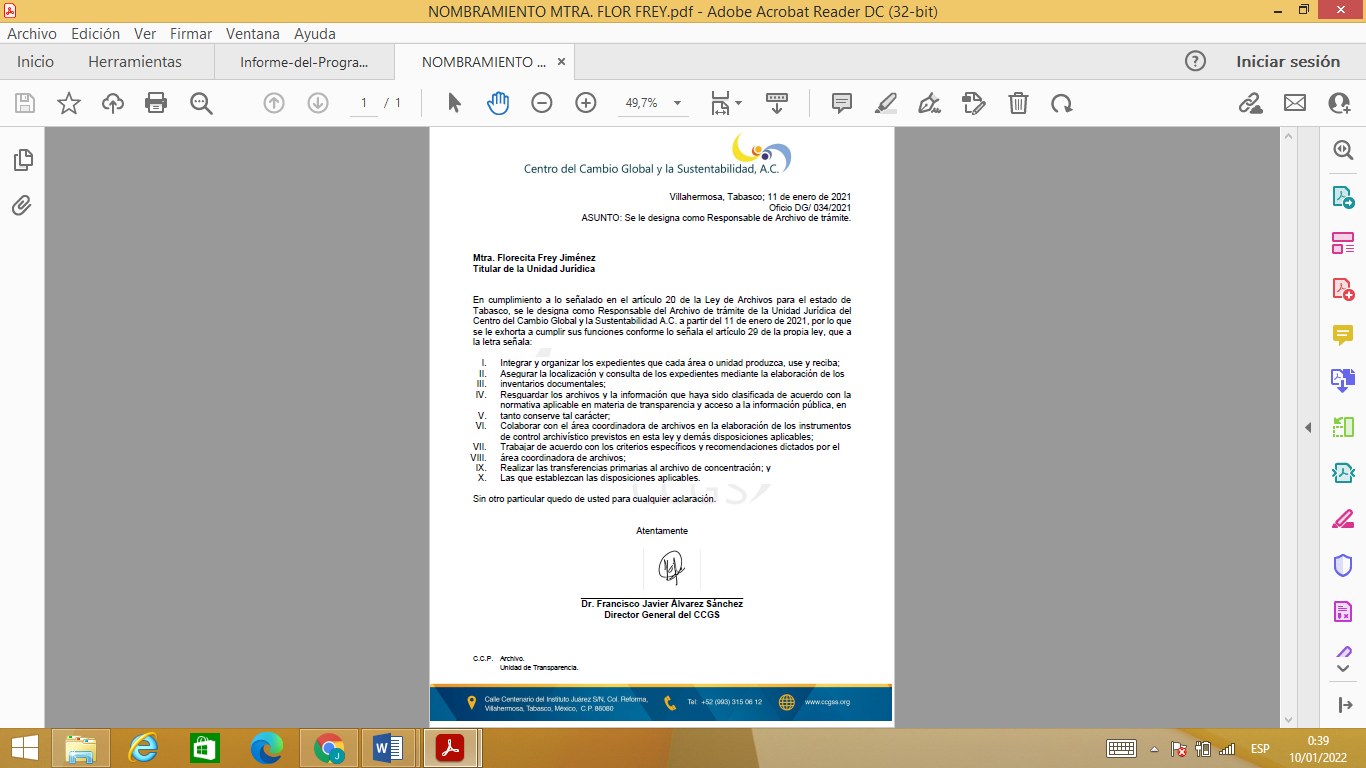 NOMBRAMIENTO MTRA. FLOR FREY.pdf - Adobe Acrobat Reader DC (32-bit)
Archivo Edición Ver Firmar Ventana Ayuda
Inicio Herramientas Informe-del-Progra... NOMBRAMIENTO ... × Iniciar sesión
1 / 1 49,7%
Centro del Cambio Global y la Sustentabilidad, A.C.
Villahermosa, Tabasco; 11 de enero de 2021
Oficio DG/ 034/2021
ASUNTO: Se le designa como Responsable de Archivo de trámite.
Mtra. Florecita Frey Jiménez
Titular de la Unidad Jurídica
En cumplimiento a lo señalado en el artículo 20 de la Ley de Archivos para el estado de
Tabasco, se le designa como Responsable del Archivo de trámite de la Unidad Jurídica del
Centro del Cambio Global y la Sustentabilidad A.C. a partir del 11 de enero de 2021, por lo que
se le exhorta a cumplir sus funciones conforme lo señala el artículo 29 de la propia ley, que a
la letra señala:
I. Integrar y organizar los expedientes que cada área o unidad produzca, use y reciba;
II. Asegurar la localización y consulta de los expedientes mediante la elaboración de los
III. inventarios documentales;
IV. Resguardar los archivos y la información que haya sido clasificada de acuerdo con la
normativa aplicable en materia de transparencia y acceso a la información pública, en
V. tanto conserve tal carácter;
VI. Colaborar con el área coordinadora de archivos en la elaboración de los instrumentos
de control archivístico previstos en esta ley y demás disposiciones aplicables;
VII. Trabajar de acuerdo con los criterios específicos y recomendaciones dictados por el
VIII. área coordinadora de archivos;
IX. Realizar las transferencias primarias al archivo de concentración; y
X. Las que establezcan las disposiciones aplicables.
CCGS
Sin otro particular quedo de usted para cualquier aclaración.
Atentamente
Dr. Francisco Javier Álvarez Sánchez
Director General del CCGS
C.C.P. Archivo.
Unidad de Transparencia.
Calle Centenario del Instituto Juárez S/N, Col. Reforma,
Villahermosa, Tabasco, México, C.P. 86080
Tel: +52 (993) 315 06 12
www.ccgss.org
ESP
0:39
10/01/2022